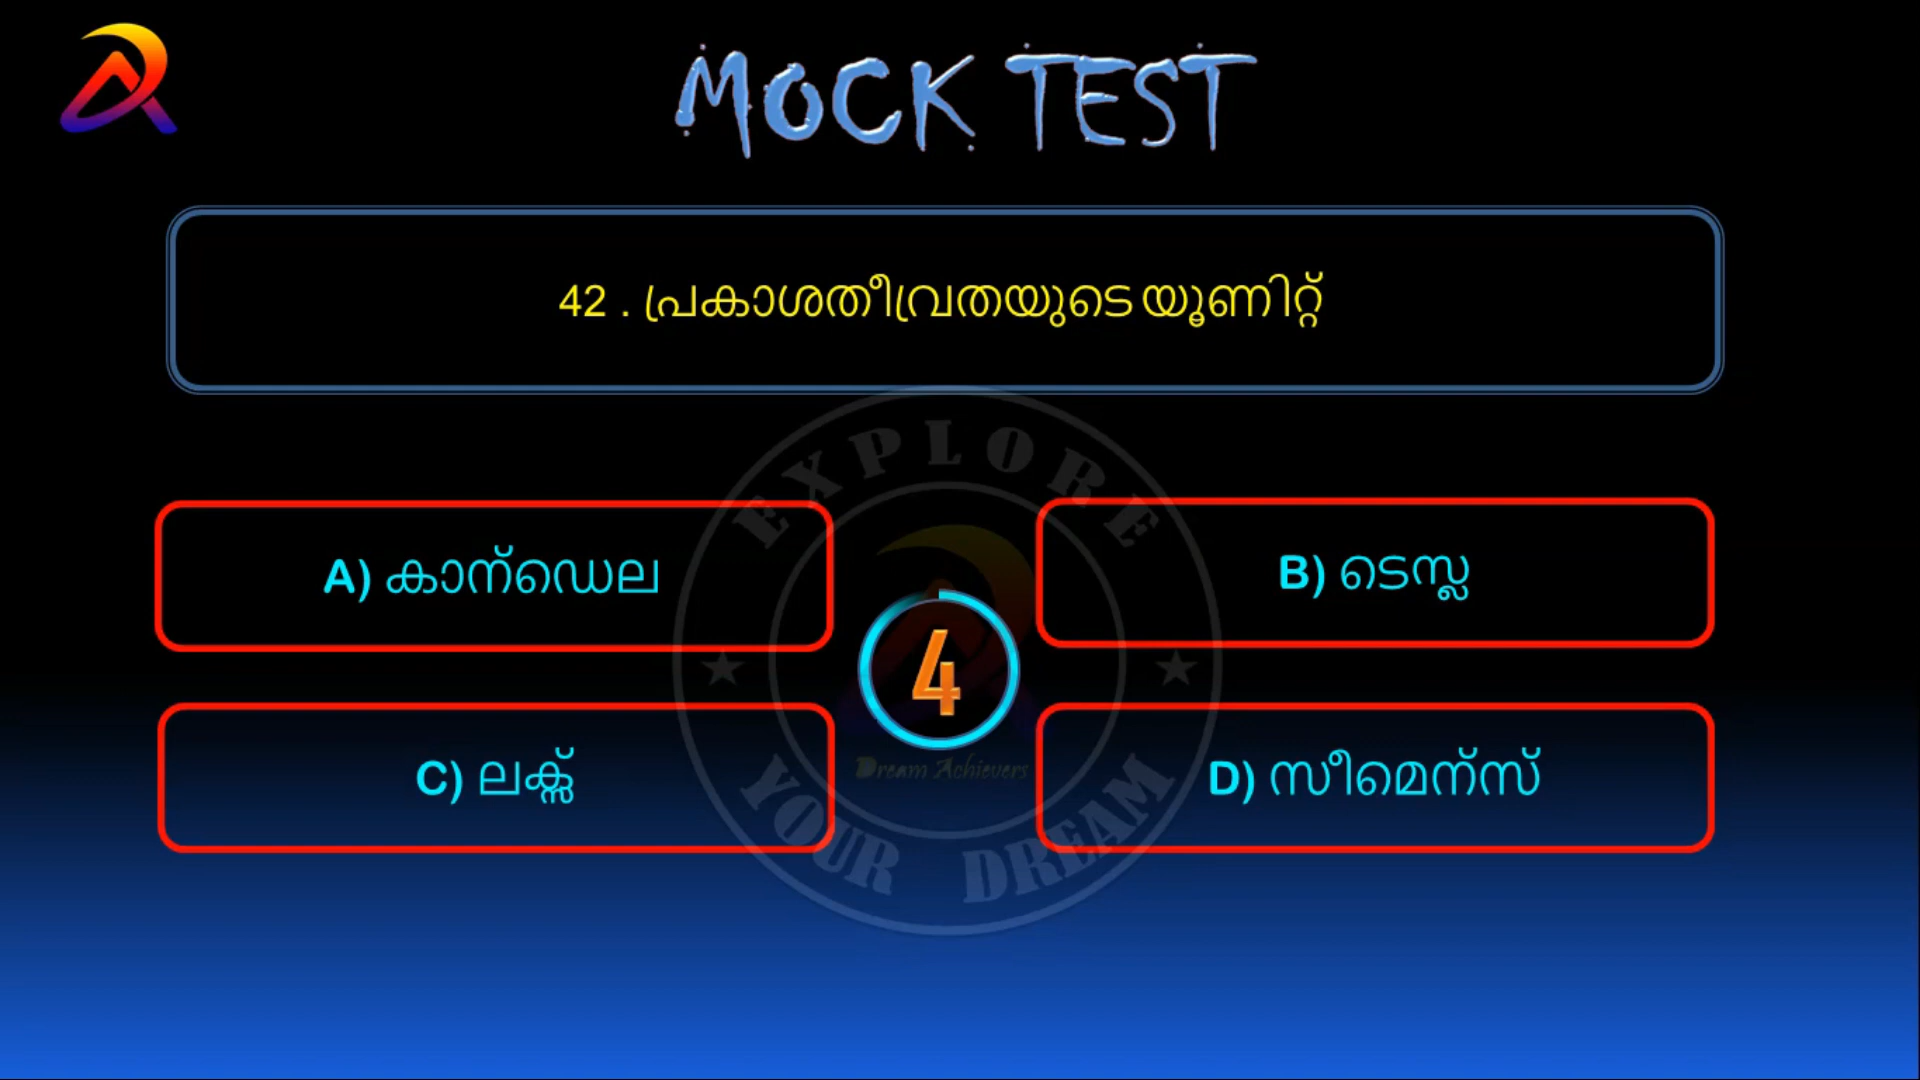 MOCK TEST
42 . പ്രകാശതീവ്രതയുടെ യൂണിറ്റ്
A) കാന്ഡെല
B) ടെസ്ല
4
C) ലക്സ്
D) സീമെന്സ്
EXPLORE
Dream Achievers
YOUR DREAM